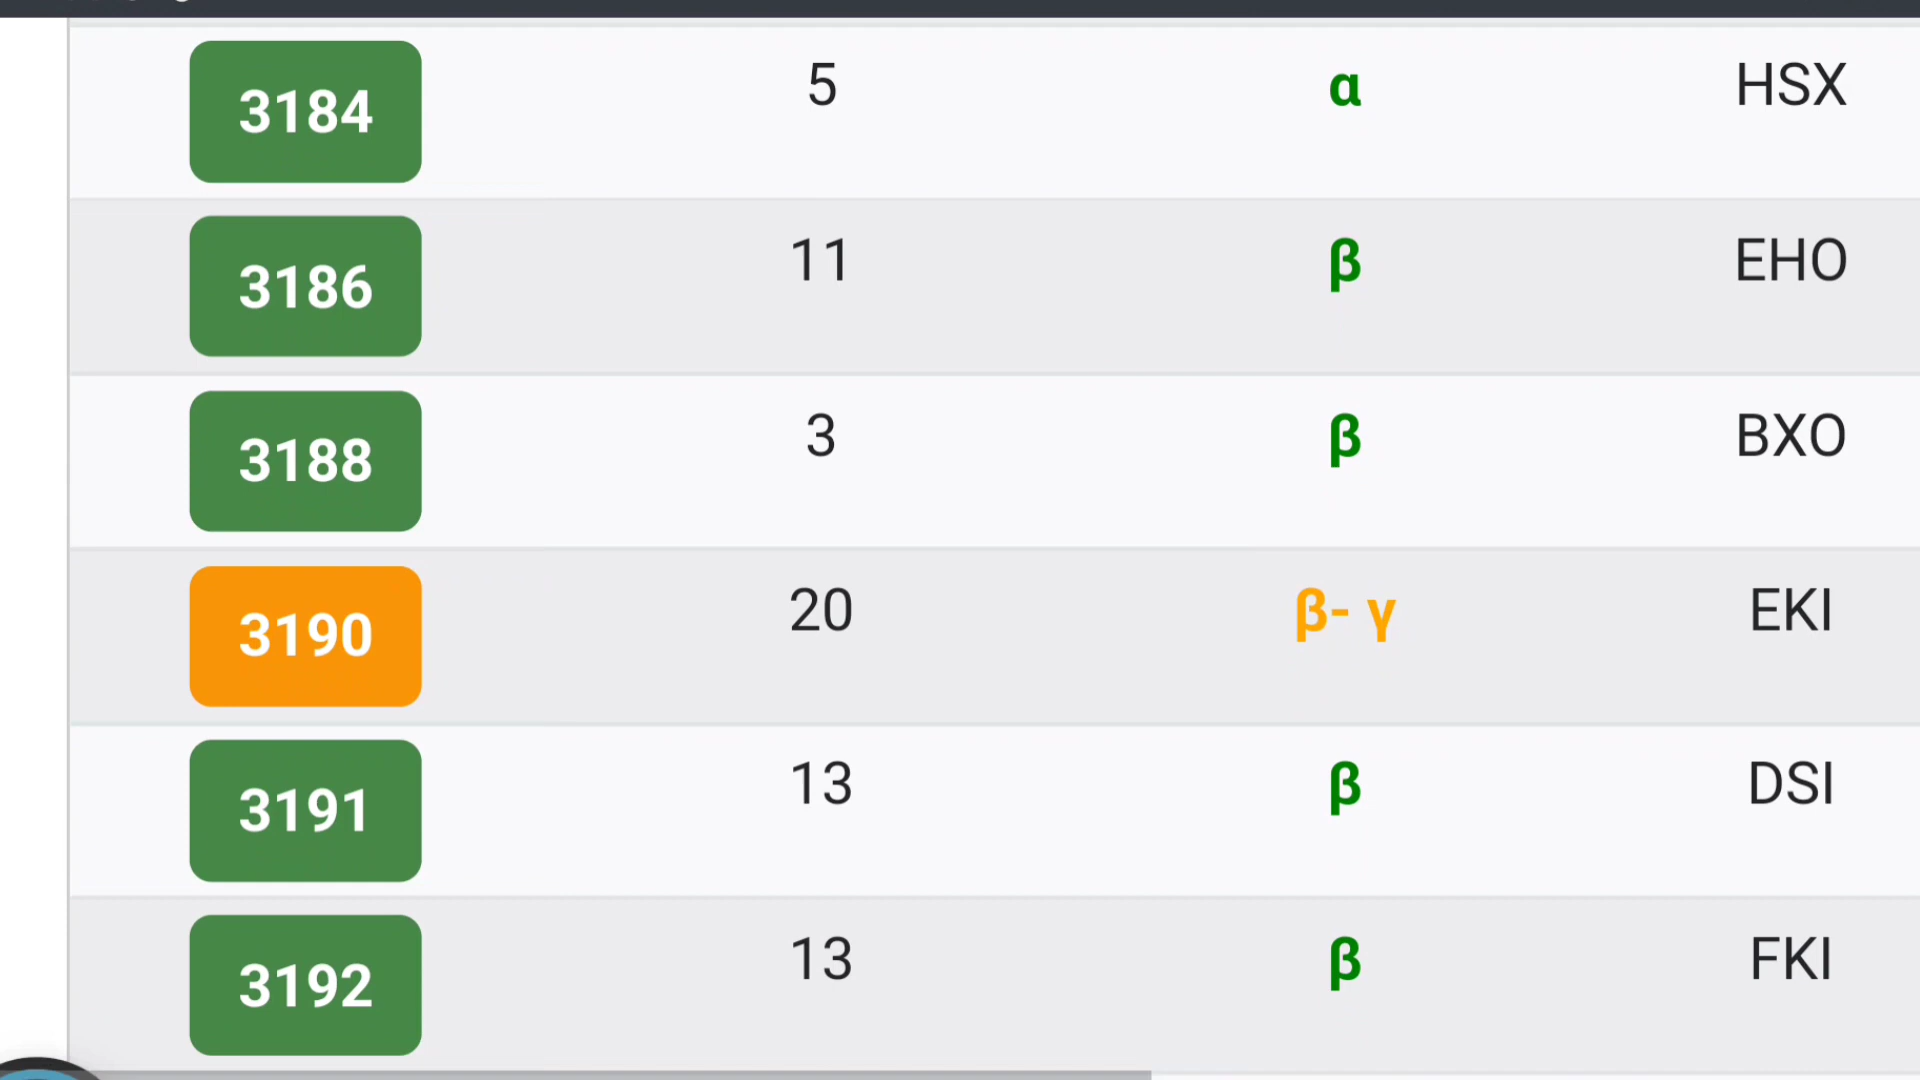 3184 5 α HSX
3186 11 β EHO
3188 3 β BXO
3190 20 β- γ EKI
3191 13 β DSI
3192 13 β FKI